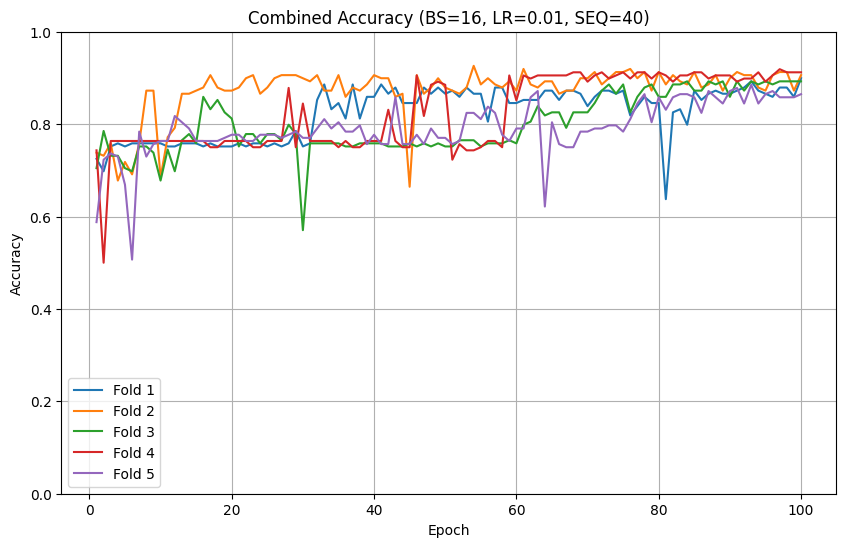 Combined Accuracy (BS=16, LR=0.01, SEQ=40)
1.0
0.8
0.6
0.4
0.2
0.0
Accuracy
Fold 1
Fold 2
Fold 3
Fold 4
Fold 5
0 20 40 60 80 100
Epoch